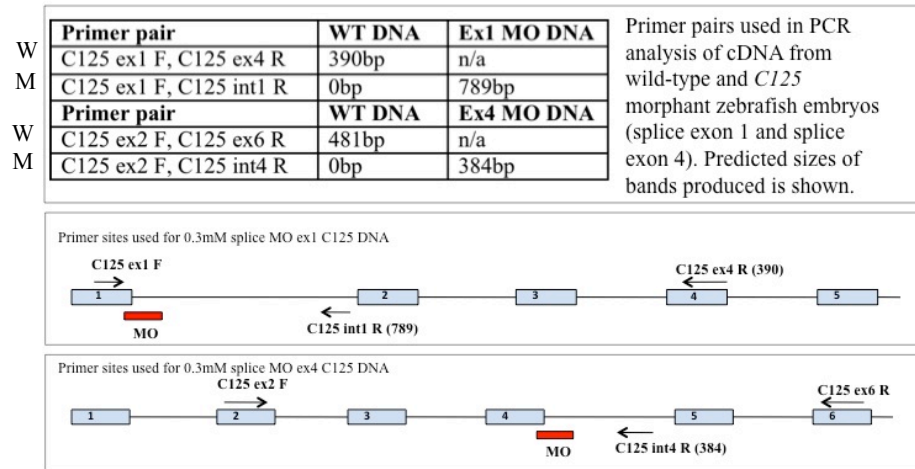 W
M
W
M
Primer pair WT DNA Ex1 MO DNA
C125 ex1 F, C125 ex4 R 390bp n/a
C125 ex1 F, C125 int1 R 0bp 789bp
Primer pair WT DNA Ex4 MO DNA
C125 ex2 F, C125 ex6 R 481bp n/a
C125 ex2 F, C125 int4 R 0bp 384bp
Primer pairs used in PCR
analysis of cDNA from
wild-type and C125
morphant zebrafish embryos
(splice exon 1 and splice
exon 4). Predicted sizes of
bands produced is shown.
Primer sites used for 0.3mM splice MO ex1 C125 DNA
C125 ex1 F
C125 ex4 R (390)
1 2 3 4 5
MO
C125 int1 R (789)
Primer sites used for 0.3mM splice MO ex4 C125 DNA
C125 ex2 F
C125 ex6 R
1 2 3 4 5 6
MO
C125 int4 R (384)